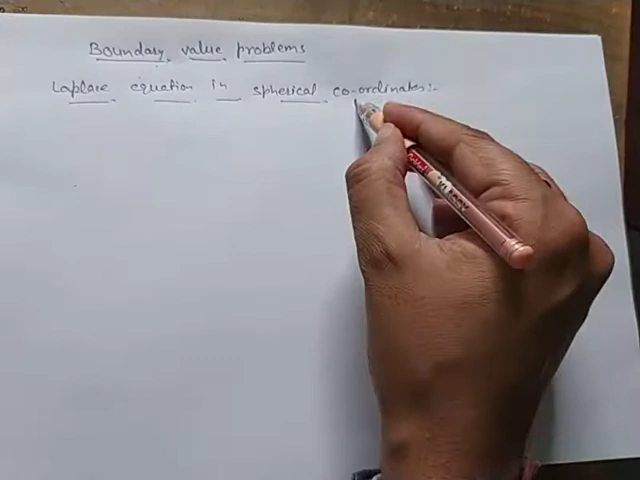 Boundary value problems
Laplace equation in spherical co-ordinates:-